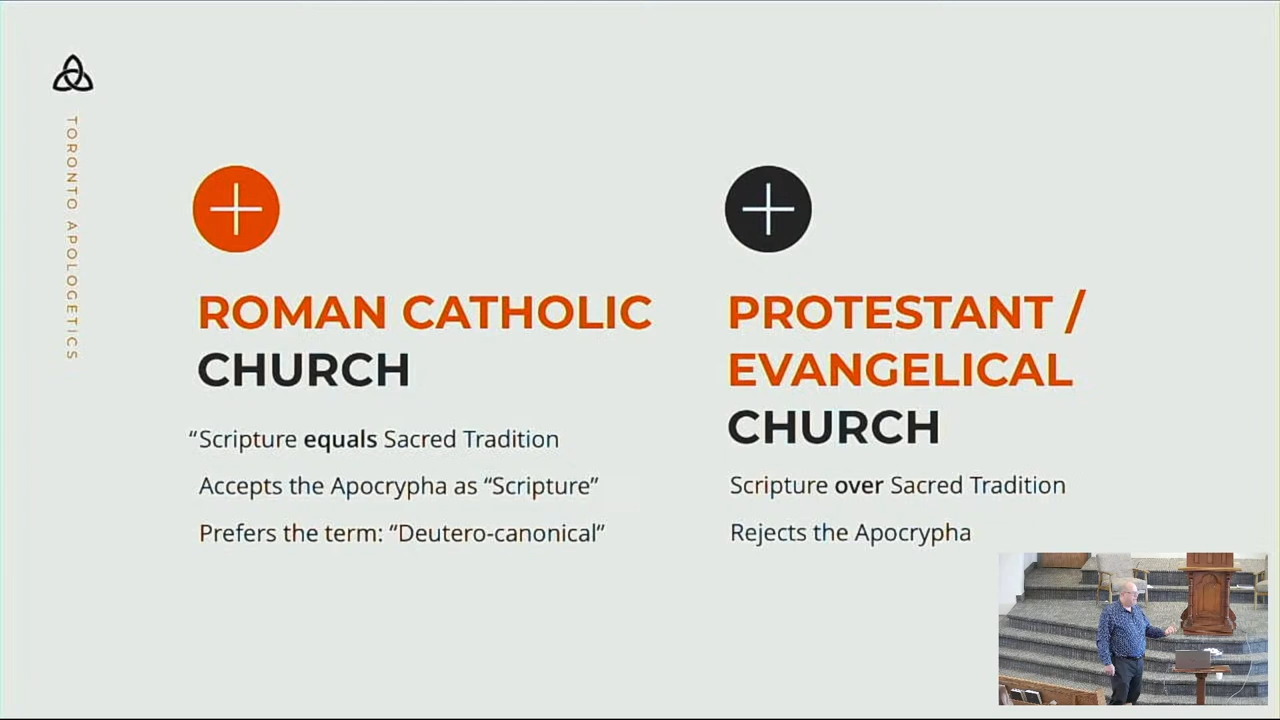 TORONTO APOLOGETICS
ROMAN CATHOLIC
CHURCH
“Scripture equals Sacred Tradition
Accepts the Apocrypha as “Scripture”
Prefers the term: “Deutero-canonical”
PROTESTANT /
EVANGELICAL
CHURCH
Scripture over Sacred Tradition
Rejects the Apocrypha